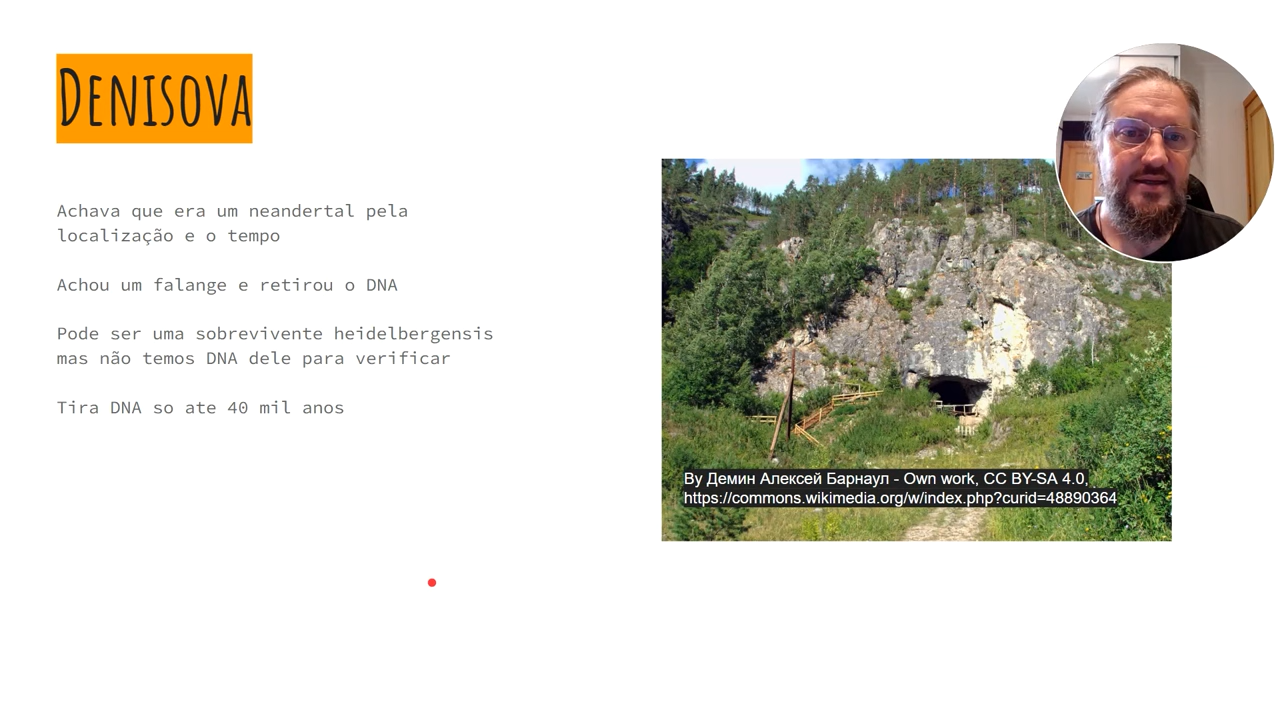 Denisova
Achava que era um neandertal pela
localização e o tempo
Achou um falange e retirou o DNA
Pode ser uma sobrevivente heidelbergensis
mas não temos DNA dele para verificar
Tira DNA so ate 40 mil anos
By Демин Алексей Барнаул - Own work, CC BY-SA 4.0,
https://commons.wikimedia.org/w/index.php?curid=48890364